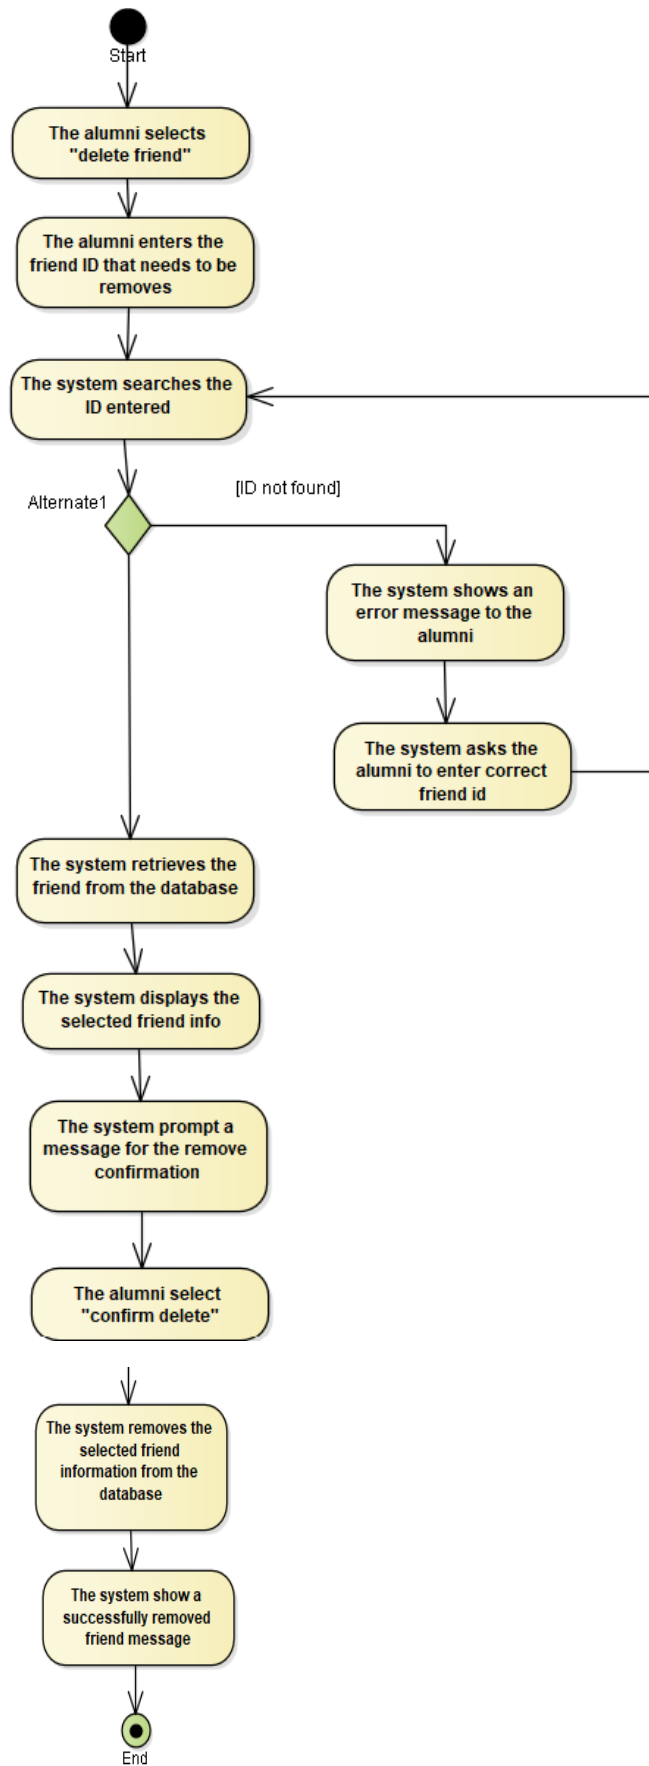 Start
The alumni selects
"delete friend"
The alumni enters the
friend ID that needs to be
removes
The system searches the
ID entered
[ID not found]
Alternate1
The system shows an
error message to the
alumni
The system asks the
alumni to enter correct
friend id
The system retrieves the
friend from the database
The system displays the
selected friend info
The system prompt a
message for the remove
confirmation
The alumni select
"confirm delete"
The system removes the
selected friend
information from the
database
The system show a
successfully removed
friend message
End